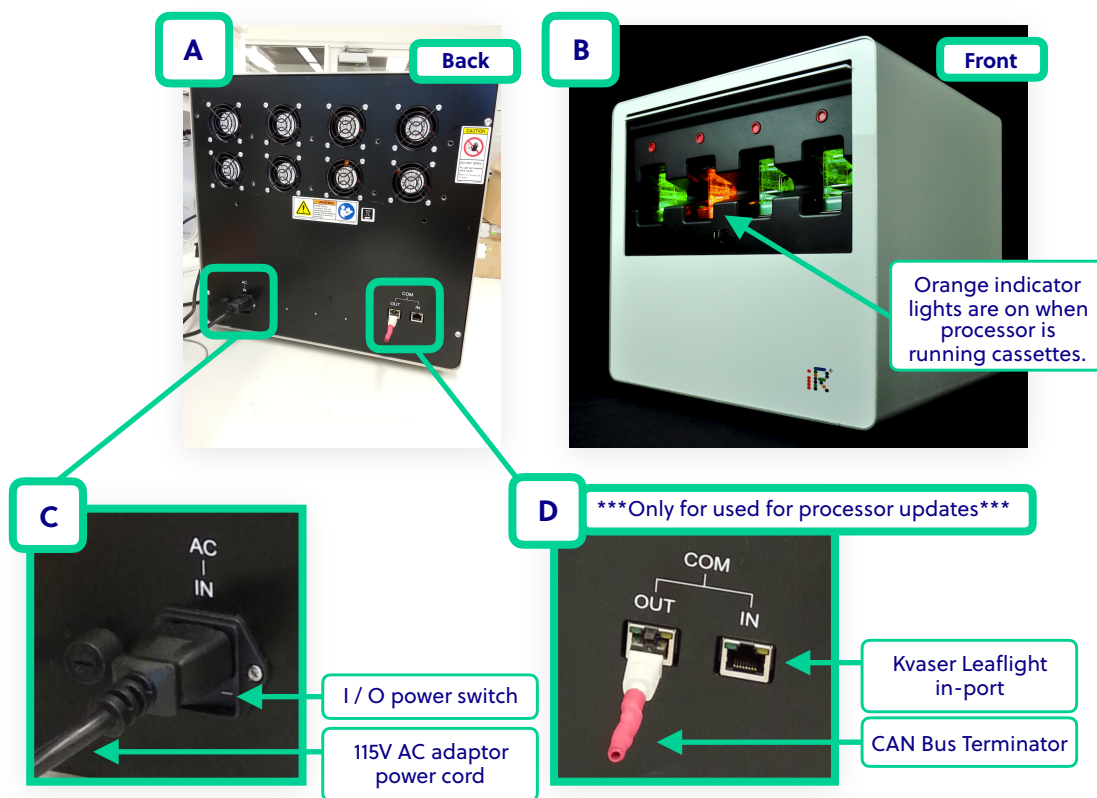 A
Back
CAUTION
AC
IN
COM
OUT
IN
B
Front
Orange indicator
lights are on when
processor is
running cassettes.
iR
C
AC
IN
I / O power switch
115V AC adaptor
power cord
D
***Only for used for processor updates***
COM
OUT
IN
Kvaser Leaflight
in-port
CAN Bus Terminator